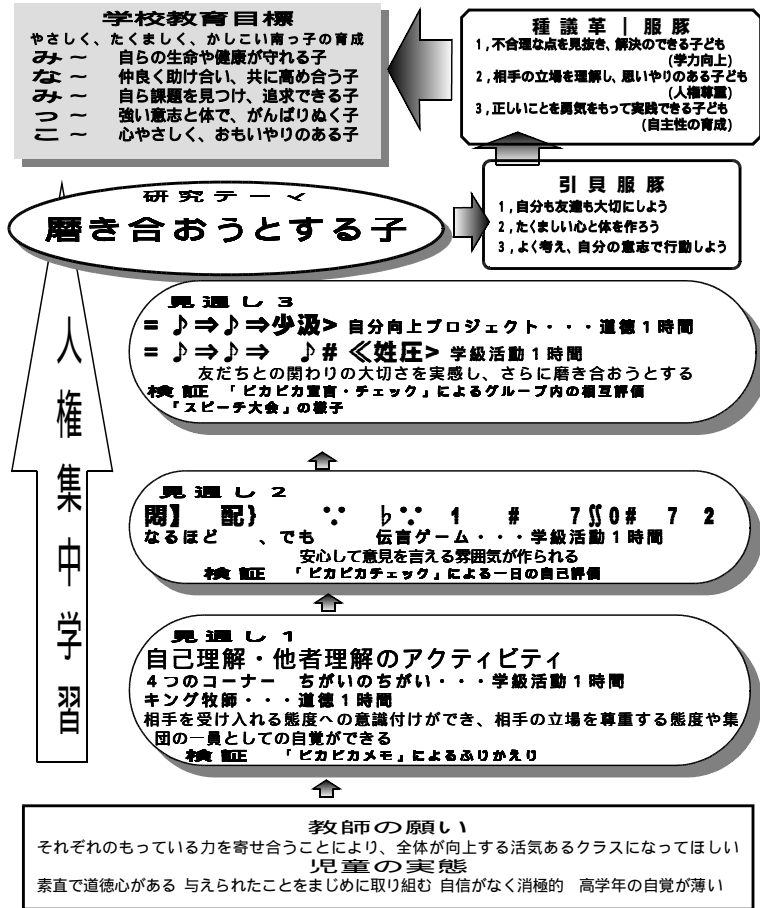 学校教育目標
やさしく、たくましく、かしこい南っ子の育成
み～　自らの生命や健康が守れる子
な～　仲良く助け合い、共に高め合う子
み～　自ら課題を見つけ、追求できる子
っ～　強い意志と体で、がんばりぬく子
こ～　心やさしく、おもいやりのある子
種議革｜服豚
1,不合理な点を見抜き、解決のできる子ども
(学力向上)
2,相手の立場を理解し、思いやりのある子ども
(人権尊重)
3,正しいことを勇気をもって実践できる子ども
(自主性の育成)
引貝服豚
1,自分も友達も大切にしよう
2,たくましい心と体を作ろう
3,よく考え、自分の意志で行動しよう
研究テーマ
磨き合おうとする子
人権集中学習
見通し3
= ♪⇒♪⇒少汲> 自分向上プロジェクト・・・道徳1時間
= ♪⇒♪⇒　♪# ≪姓圧> 学級活動1時間
友だちとの関わりの大切さを実感し、さらに磨き合おうとする
検証　「ピカピカ宣言・チェック」によるグループ内の相互評価
「スピーチ大会」の様子
見通し2
悶】　配}　∵　♭∵　1　#　7∬0#　7　2
なるほど　、でも　伝言ゲーム・・・学級活動1時間
安心して意見を言える雰囲気が作られる
検証　「ピカピカチェック」による一日の自己評価
見通し1
自己理解・他者理解のアクティビティ
4つのコーナー　ちがいのちがい・・・学級活動1時間
キング牧師・・・道徳1時間
相手を受け入れる態度への意識付けができ、相手の立場を尊重する態度や集
団の一員としての自覚ができる
検証　「ピカピカメモ」によるふりかえり
教師の願い
それぞれのもっている力を寄せ合うことにより、全体が向上する活気あるクラスになってほしい
児童の実態
素直で道徳心がある 与えられたことをまじめに取り組む 自信がなく消極的　高学年の自覚が薄い